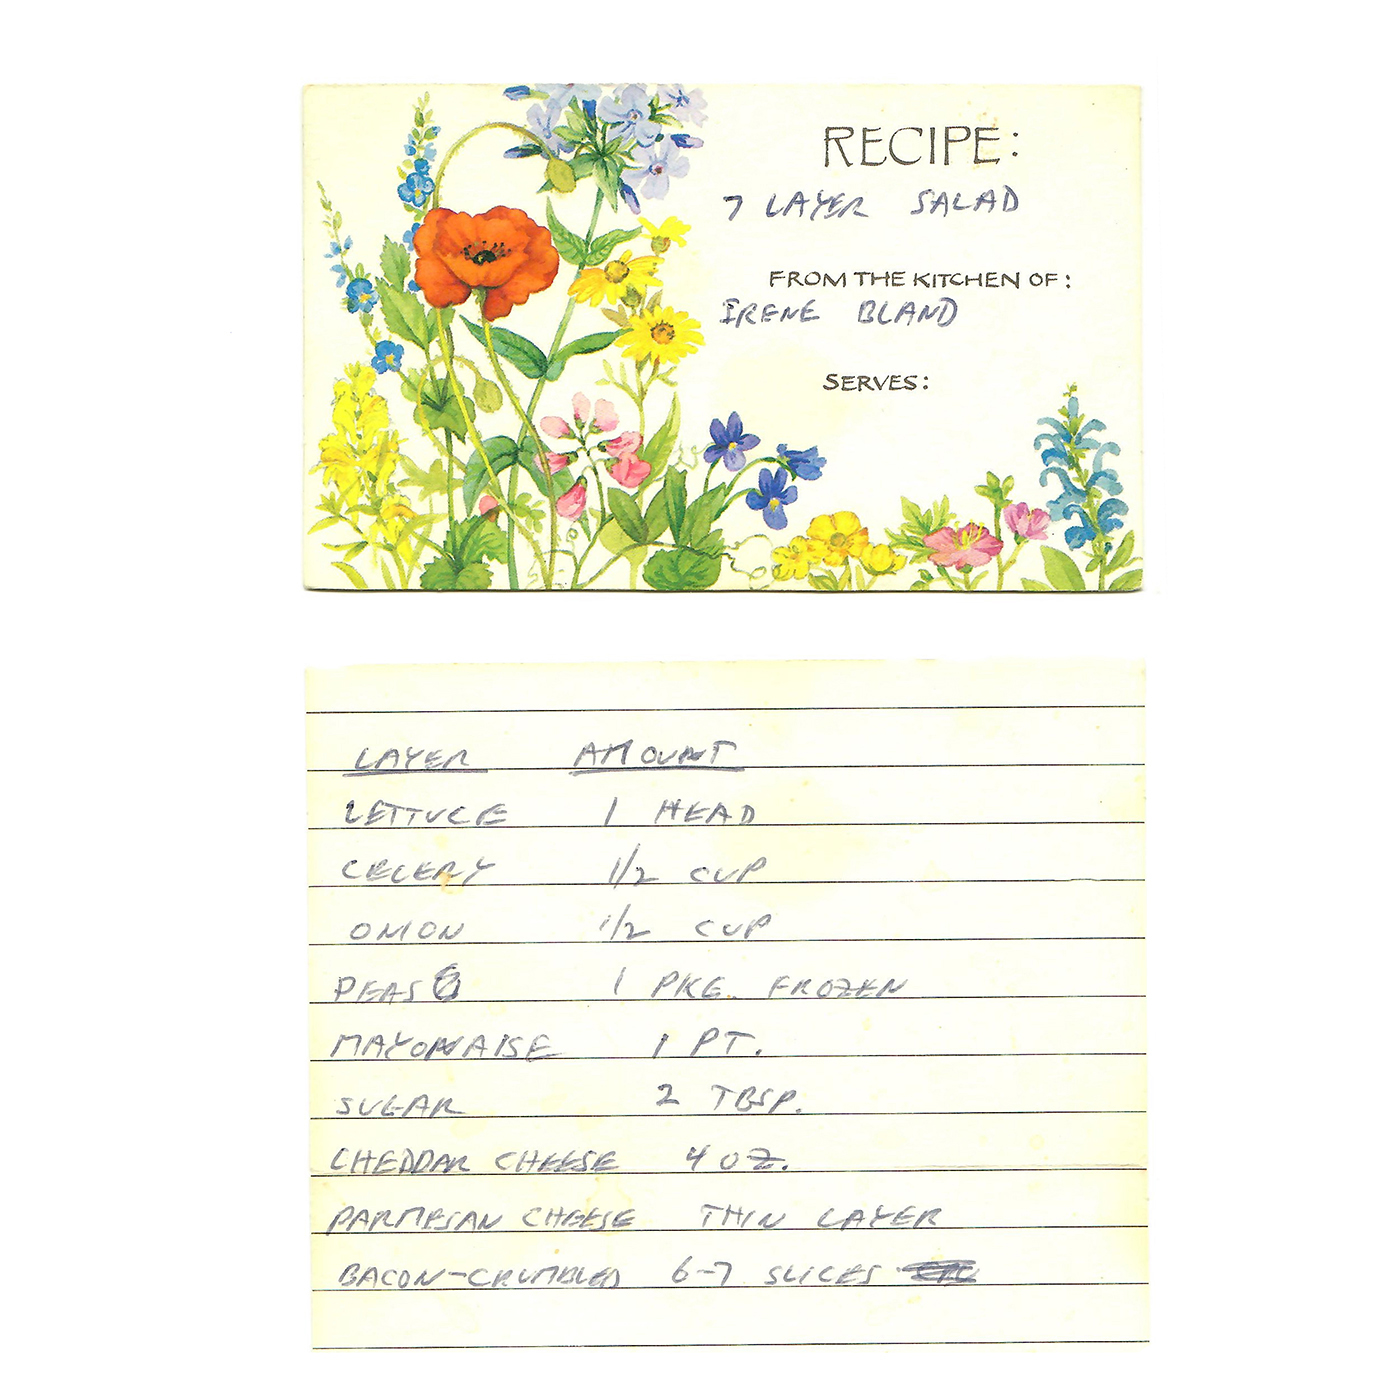 RECIPE:
7 LAYER SALAD
FROM THE KITCHEN OF:
IRENE BLAND
SERVES:
LAYER AMOUNT
LETTUCE 1 HEAD
CELERY 1/2 CUP
ONION 1/2 CUP
PEAS 1 PKG. FROZEN
MAYONAISE 1 PT.
SUGAR 2 TBSP.
CHEDDAR CHEESE 4 OZ.
PARMESAN CHEESE THIN LAYER
BACON-CRUMBLED 6-7 SLICES